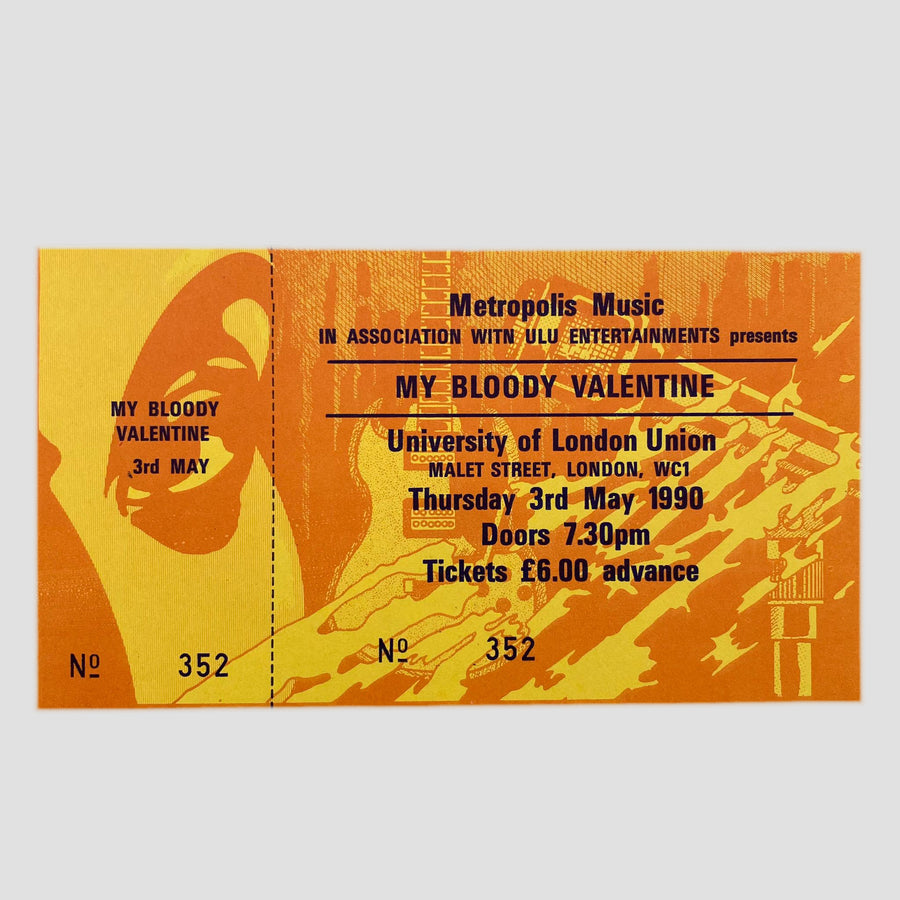 MY BLOODY
VALENTINE
3rd MAY
Nº 352
Metropolis Music
IN ASSOCIATION WITN ULU ENTERTAINMENTS presents
MY BLOODY VALENTINE
University of London Union
MALET STREET, LONDON, WC1
Thursday 3rd May 1990
Doors 7.30pm
Tickets £6.00 advance
Nº 352